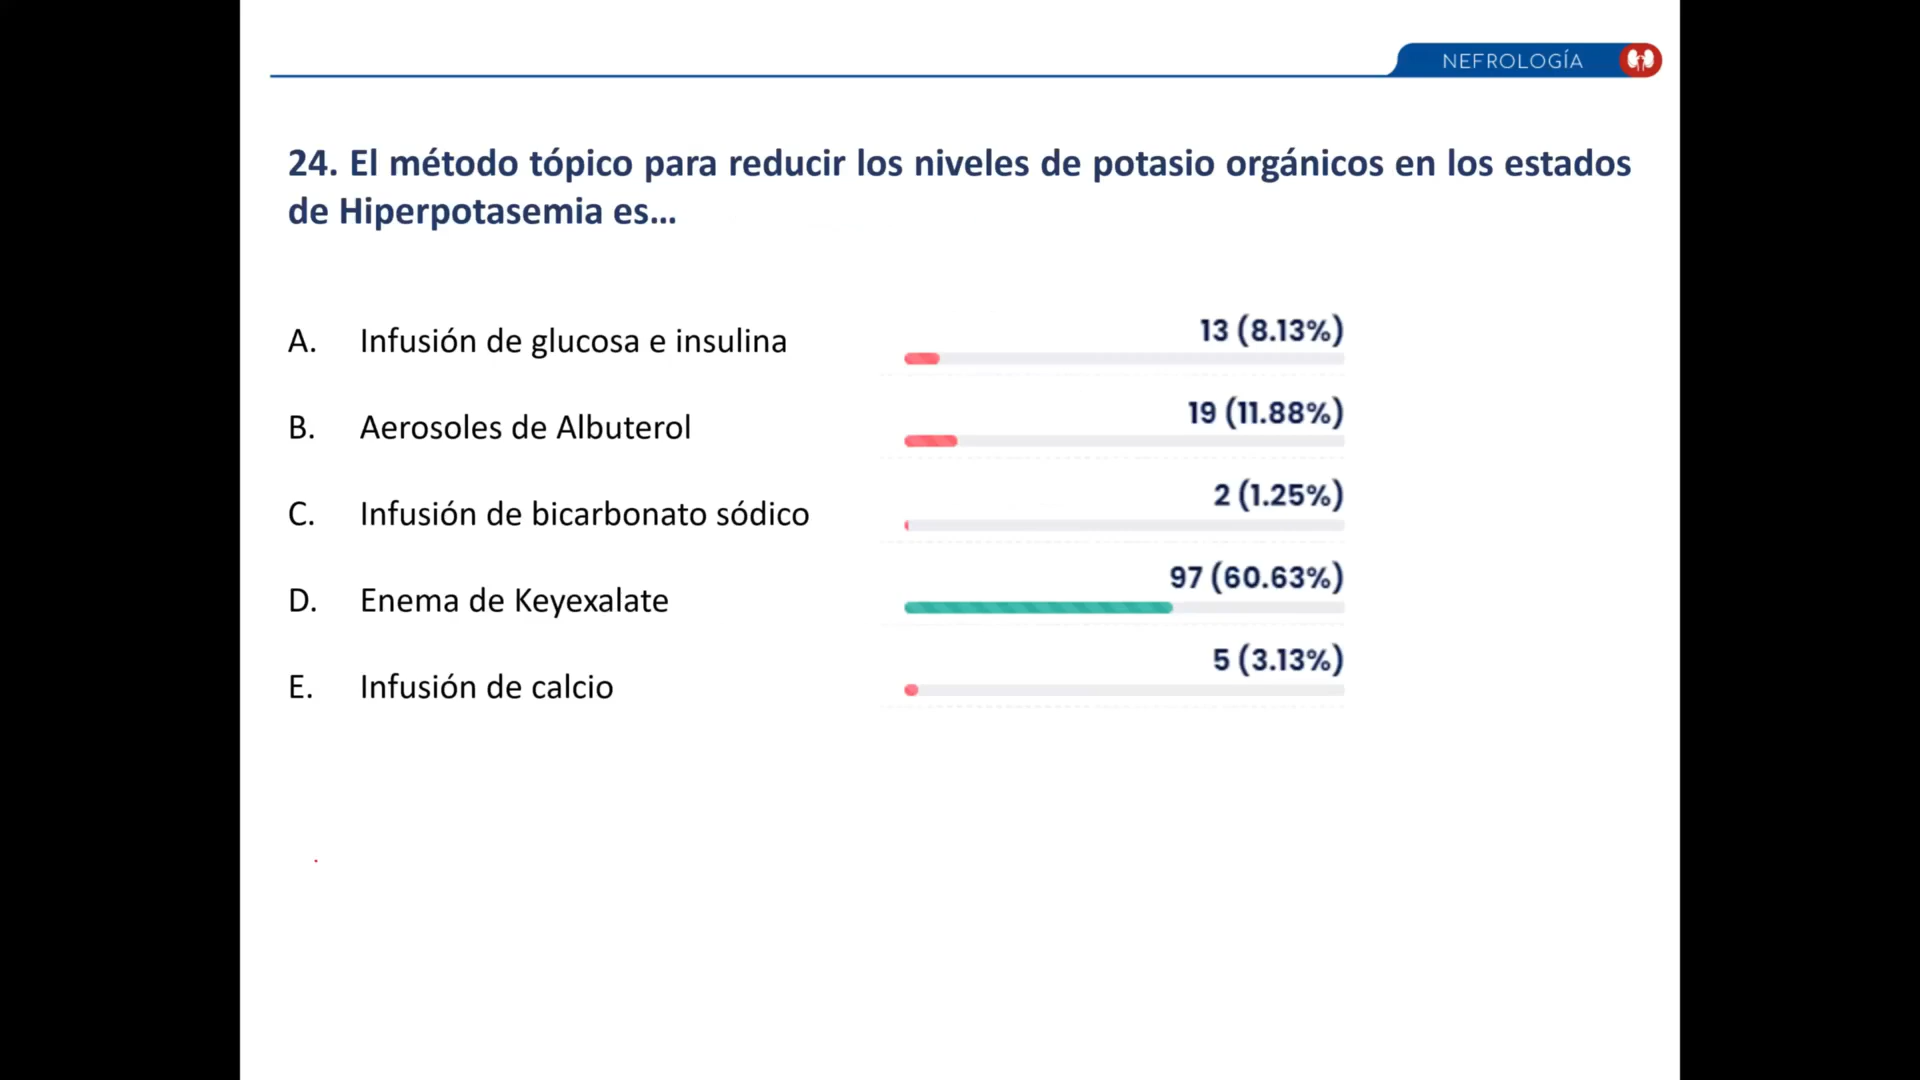 NEFROLOGÍA
24. El método tópico para reducir los niveles de potasio orgánicos en los estados
de Hiperpotasemia es...
A. Infusión de glucosa e insulina
13 (8.13%)
B. Aerosoles de Albuterol
19 (11.88%)
C. Infusión de bicarbonato sódico
2 (1.25%)
D. Enema de Keyexalate
97 (60.63%)
E. Infusión de calcio
5 (3.13%)